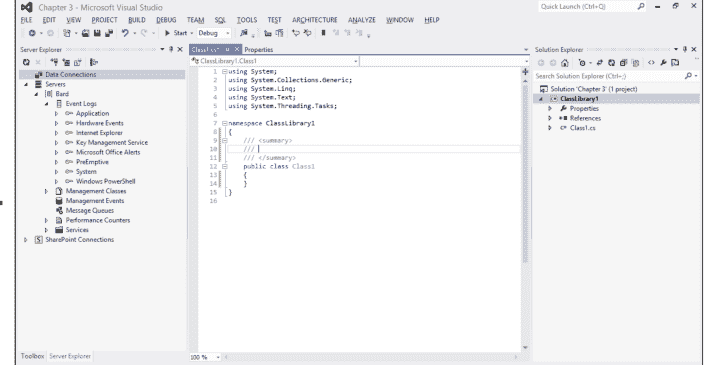 Chapter 3 - Microsoft Visual Studio
Quick Launch (Ctrl+Q)
FILE EDIT VIEW PROJECT BUILD DEBUG TEAM SQL TOOLS TEST ARCHITECTURE ANALYZE WINDOW HELP
Start Debug
Server Explorer
Data Connections
Servers
Bard
Event Logs
Application
Hardware Events
Internet Explorer
Key Management Service
Microsoft Office Alerts
PreEmptive
System
Windows PowerShell
Management Classes
Management Events
Message Queues
Performance Counters
Services
SharePoint Connections
Toolbox Server Explorer
Class1.cs* Properties
ClassLibrary1.Class1
1 using System;
2 using System.Collections.Generic;
3 using System.Linq;
4 using System.Text;
5 using System.Threading.Tasks;
6
7 namespace ClassLibrary1
8 {
9 /// <summary>
10 ///
11 /// </summary>
12 public class Class1
13 {
14 }
15 }
16
100 %
Solution Explorer
Search Solution Explorer (Ctrl+;)
Solution 'Chapter 3' (1 project)
ClassLibrary1
Properties
References
Class1.cs